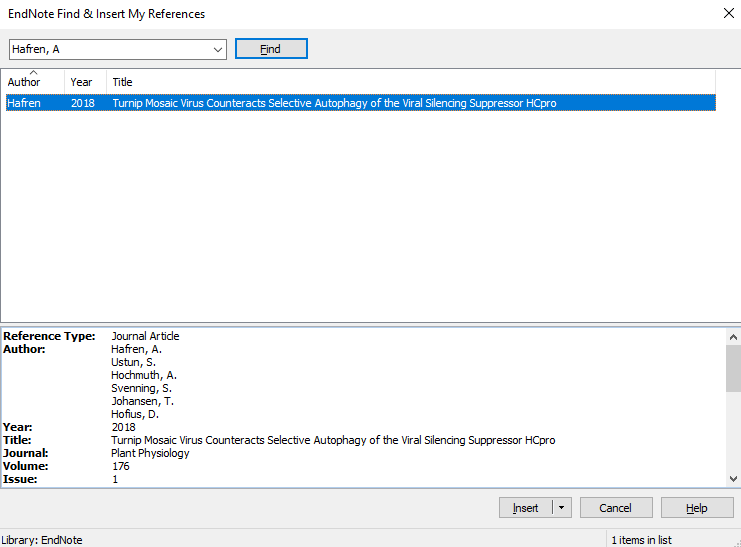 EndNote Find & Insert My References
Hafren, A
Find
Author Year Title
Hafren 2018 Turnip Mosaic Virus Counteracts Selective Autophagy of the Viral Silencing Suppressor HCpro
Reference Type: Journal Article
Author: Hafren, A.
Ustun, S.
Hochmuth, A.
Svenning, S.
Johansen, T.
Hofius, D.
Year: 2018
Title: Turnip Mosaic Virus Counteracts Selective Autophagy of the Viral Silencing Suppressor HCpro
Journal: Plant Physiology
Volume: 176
Issue: 1
Insert Cancel Help
Library: EndNote 1 items in list